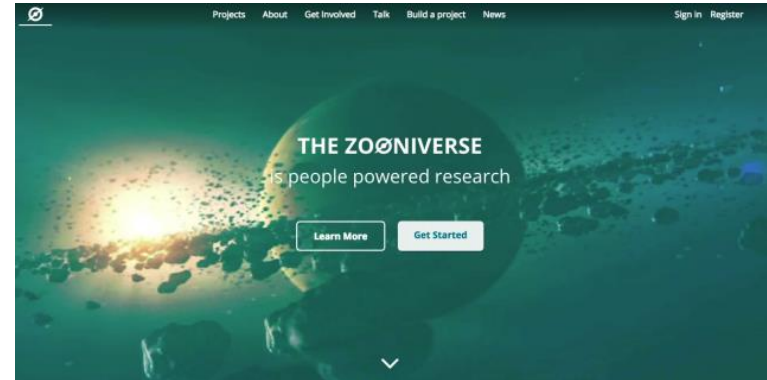 Projects About Get Involved Talk Build a project News Sign in Register
THE ZOØNIVERSE
is people powered research
Learn More Get Started